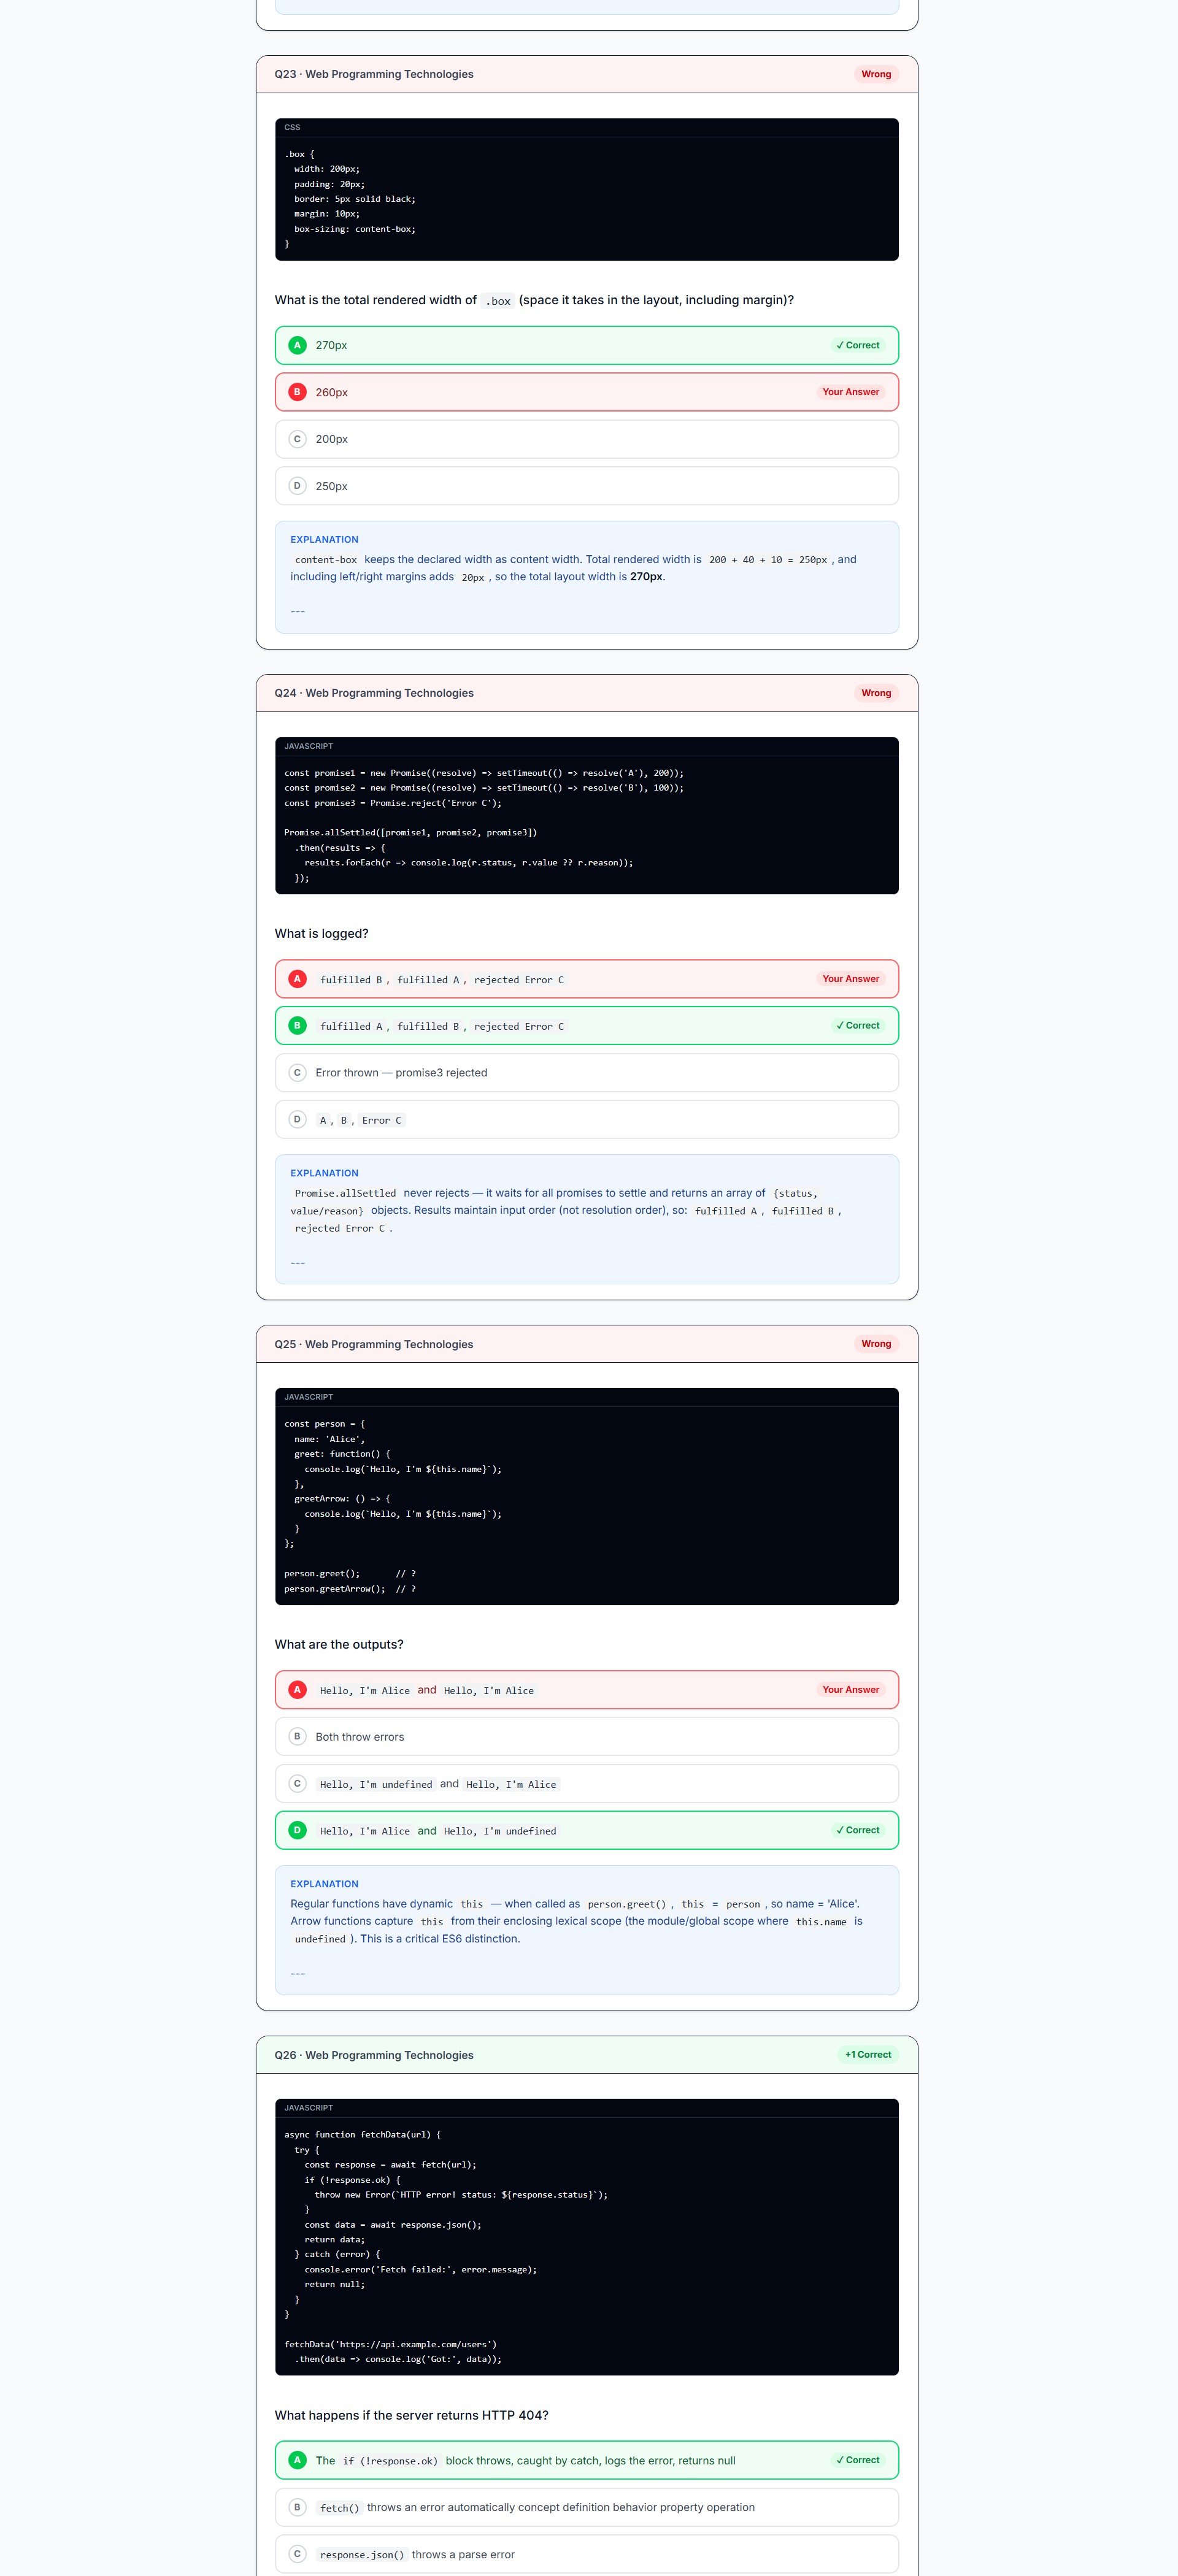 Q23 · Web Programming Technologies
Wrong
CSS
.box {
  width: 200px;
  padding: 20px;
  border: 5px solid black;
  margin: 10px;
  box-sizing: content-box;
}
What is the total rendered width of .box (space it takes in the layout, including margin)?
A 270px ✓ Correct
B 260px Your Answer
C 200px
D 250px
EXPLANATION
content-box keeps the declared width as content width. Total rendered width is 200 + 40 + 10 = 250px, and
including left/right margins adds 20px, so the total layout width is 270px.
---
Q24 · Web Programming Technologies
Wrong
JAVASCRIPT
const promise1 = new Promise((resolve) => setTimeout(() => resolve('A'), 200));
const promise2 = new Promise((resolve) => setTimeout(() => resolve('B'), 100));
const promise3 = Promise.reject('Error C');
Promise.allSettled([promise1, promise2, promise3])
  .then(results => {
    results.forEach(r => console.log(r.status, r.value ?? r.reason));
  });
What is logged?
A fulfilled B, fulfilled A, rejected Error C Your Answer
B fulfilled A, fulfilled B, rejected Error C ✓ Correct
C Error thrown — promise3 rejected
D A, B, Error C
EXPLANATION
Promise.allSettled never rejects — it waits for all promises to settle and returns an array of {status,
value/reason} objects. Results maintain input order (not resolution order), so: fulfilled A, fulfilled B,
rejected Error C.
---
Q25 · Web Programming Technologies
Wrong
JAVASCRIPT
const person = {
  name: 'Alice',
  greet: function() {
    console.log(`Hello, I'm ${this.name}`);
  },
  greetArrow: () => {
    console.log(`Hello, I'm ${this.name}`);
  }
};
person.greet();       // ?
person.greetArrow();  // ?
What are the outputs?
A Hello, I'm Alice and Hello, I'm Alice Your Answer
B Both throw errors
C Hello, I'm undefined and Hello, I'm Alice
D Hello, I'm Alice and Hello, I'm undefined ✓ Correct
EXPLANATION
Regular functions have dynamic this — when called as person.greet(), this = person, so name = 'Alice'.
Arrow functions capture this from their enclosing lexical scope (the module/global scope where this.name is
undefined). This is a critical ES6 distinction.
---
Q26 · Web Programming Technologies
+1 Correct
JAVASCRIPT
async function fetchData(url) {
  try {
    const response = await fetch(url);
    if (!response.ok) {
      throw new Error(`HTTP error! status: ${response.status}`);
    }
    const data = await response.json();
    return data;
  } catch (error) {
    console.error('Fetch failed:', error.message);
    return null;
  }
}
fetchData('https://api.example.com/users')
  .then(data => console.log('Got:', data));
What happens if the server returns HTTP 404?
A The if (!response.ok) block throws, caught by catch, logs the error, returns null ✓ Correct
B fetch() throws an error automatically concept definition behavior property operation
C response.json() throws a parse error